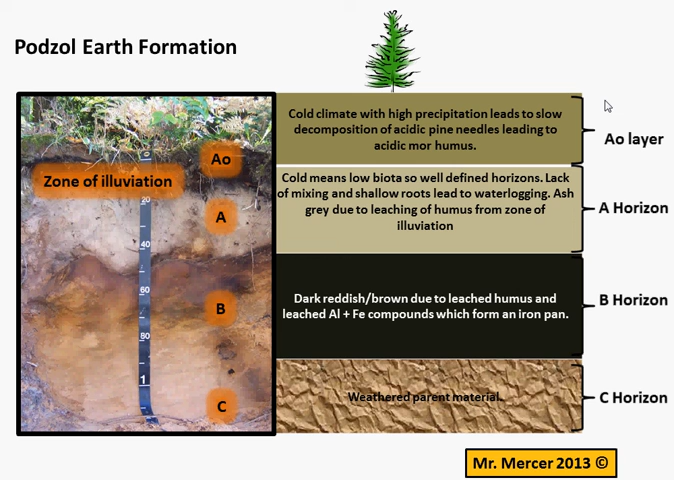 Podzol Earth Formation
Cold climate with high precipitation leads to slow
decomposition of acidic pine needles leading to
acidic mor humus.
Ao layer
Ao
Zone of illuviation
0
20
40
60
80
1
A
B
C
Cold means low biota so well defined horizons. Lack
of mixing and shallow roots lead to waterlogging. Ash
grey due to leaching of humus from zone of
illuviation
A Horizon
Dark reddish/brown due to leached humus and
leached Al + Fe compounds which form an iron pan.
B Horizon
Weathered parent material.
C Horizon
Mr. Mercer 2013 ©